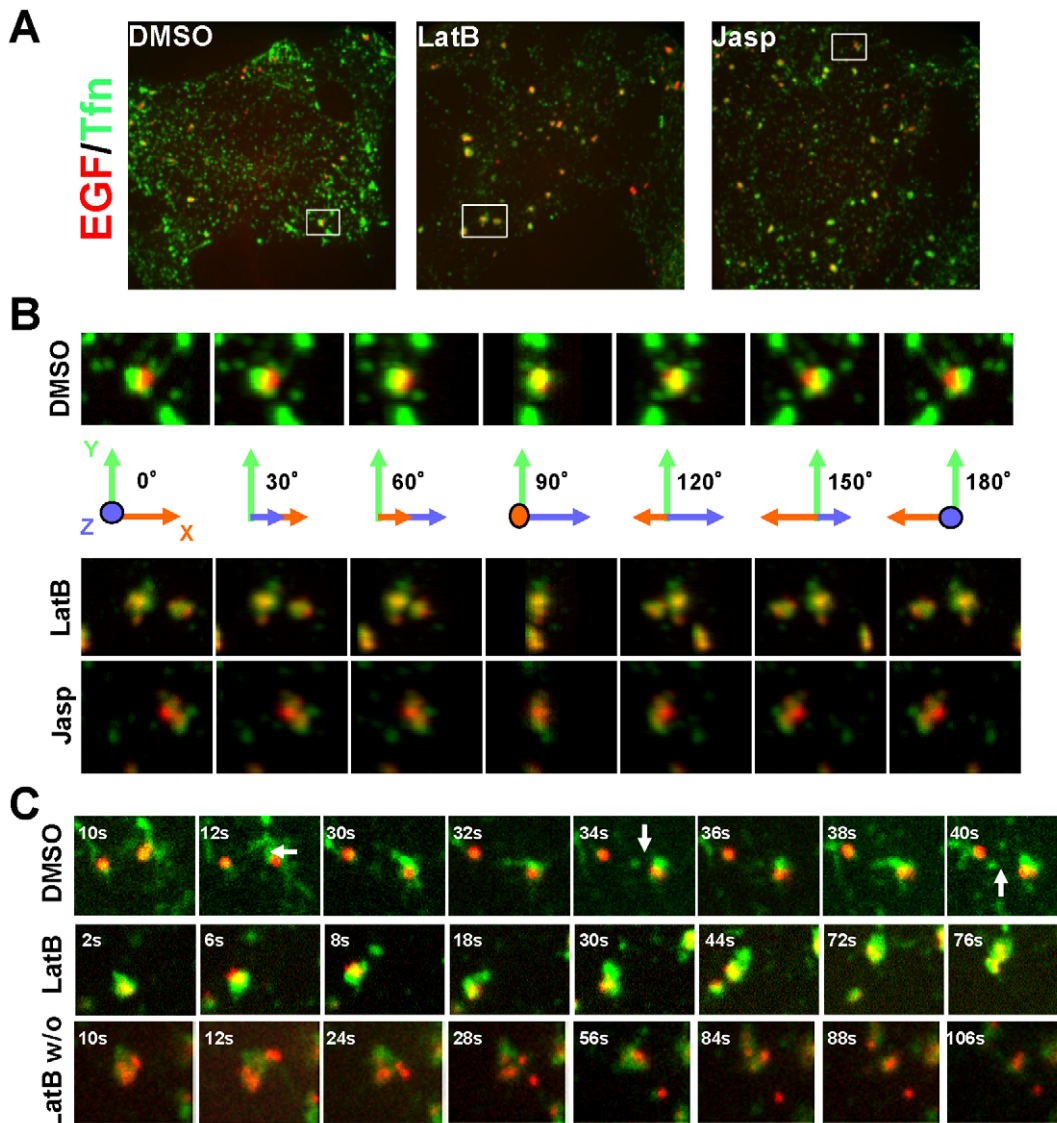 A
DMSO
LatB
Jasp
EGF/Tfn
B
DMSO
Y
Z
X
0°
30°
60°
90°
120°
150°
180°
LatB
Jasp
C
DMSO
10s
12s
30s
32s
34s
36s
38s
40s
LatB
2s
6s
8s
18s
30s
44s
72s
76s
LatB w/o
10s
12s
24s
28s
56s
84s
88s
106s